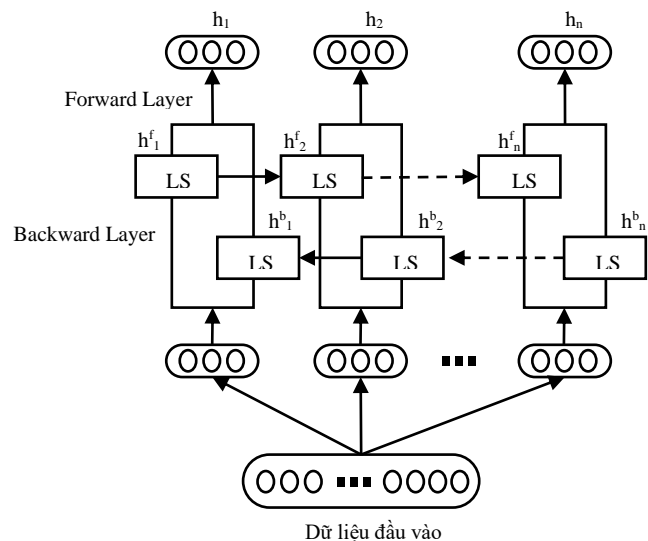 h₁ h₂ hₙ
Forward Layer
hᶠ₁ hᶠ₂ hᶠₙ
LS LS LS
Backward Layer
hᵇ₁ hᵇ₂ hᵇₙ
LS LS LS
Dữ liệu đầu vào